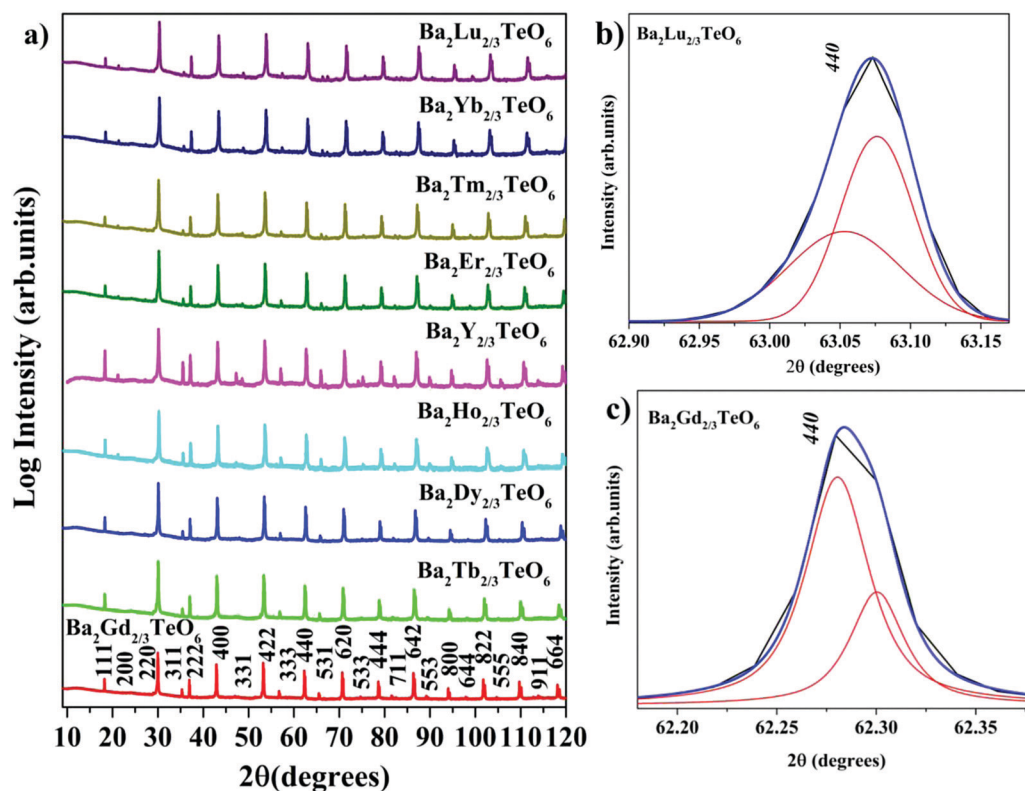 a)
Ba2Lu2/3TeO6
Ba2Yb2/3TeO6
Ba2Tm2/3TeO6
Ba2Er2/3TeO6
Ba2Y2/3TeO6
Ba2Ho2/3TeO6
Ba2Dy2/3TeO6
Ba2Tb2/3TeO6
Ba2Gd2/3TeO6
111 200 220 311 222 400 331 422 333 440 531 620 533 444 711 642 553 800 644 822 555 840 911 664
Log Intensity (arb.units)
10 20 30 40 50 60 70 80 90 100 110 120
2θ(degrees)
b)
Ba2Lu2/3TeO6
440
Intensity (arb.units)
62.90 62.95 63.00 63.05 63.10 63.15
2θ (degrees)
c)
Ba2Gd2/3TeO6
440
Intensity (arb.units)
62.20 62.25 62.30 62.35
2θ (degrees)